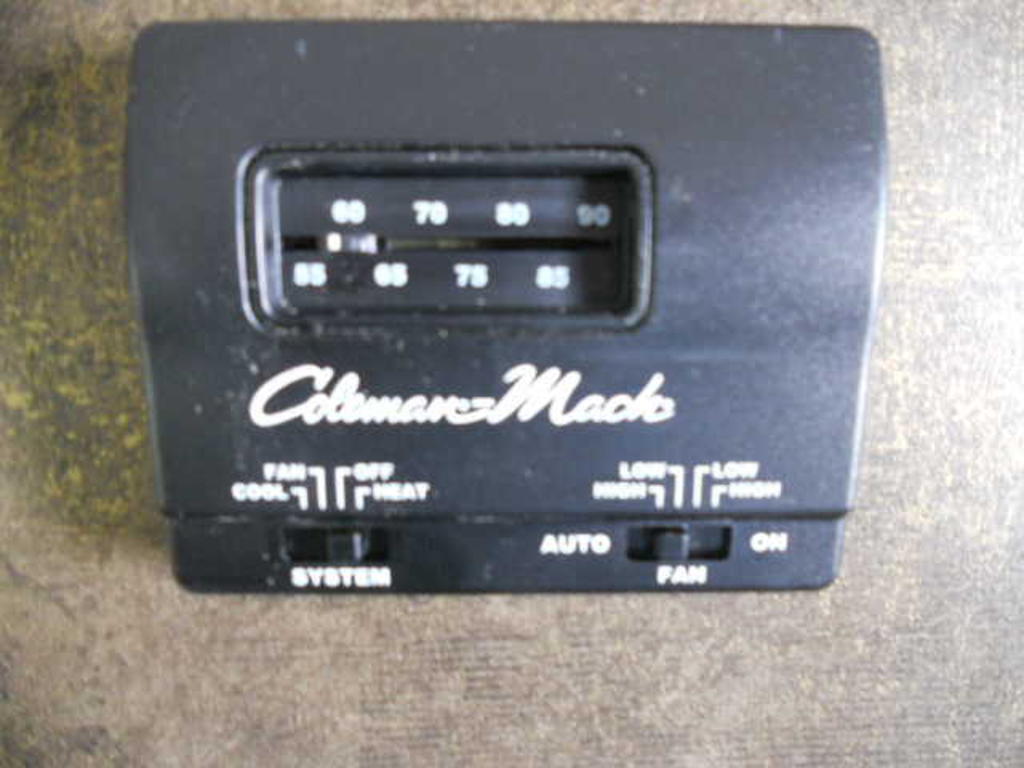 60 70 80 90
55 65 75 85
Coleman-Mach
FAN OFF LOW LOW
COOL HEAT HIGH HIGH
AUTO ON
SYSTEM FAN